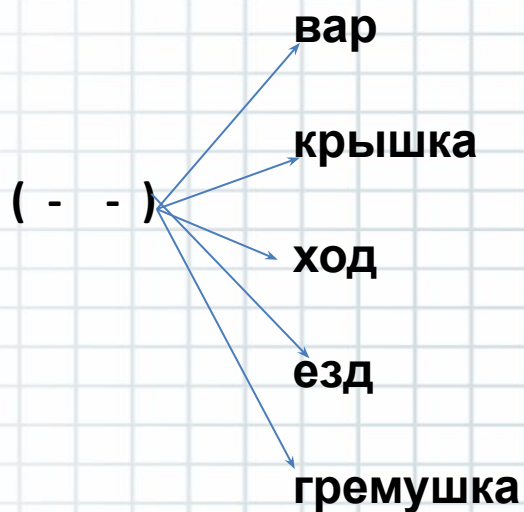 вар
крышка
( - - )
ход
езд
гремушка